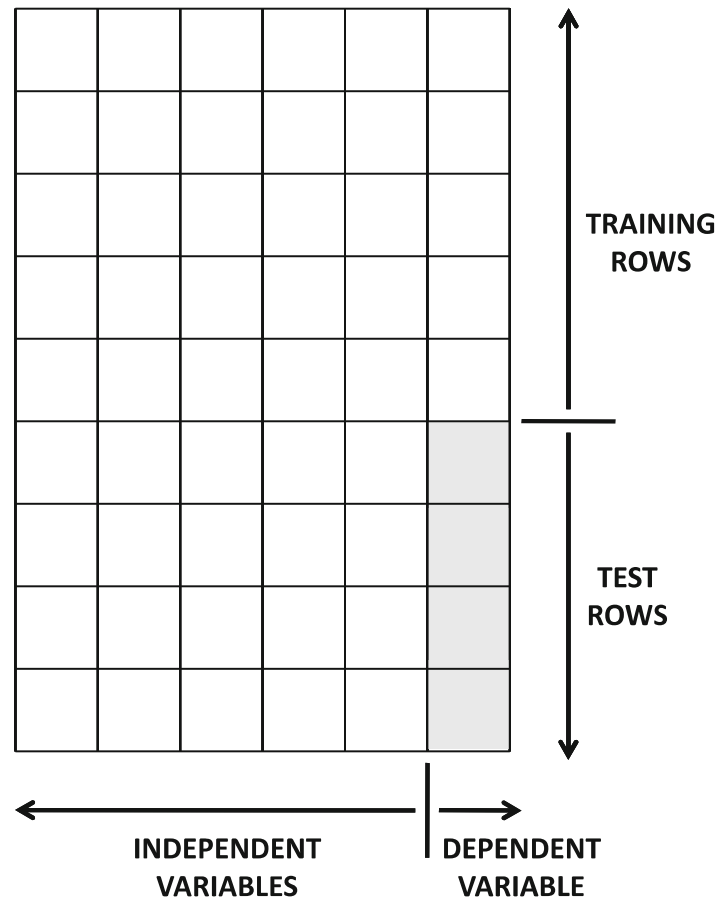 TRAINING
ROWS
TEST
ROWS
INDEPENDENT
VARIABLES
DEPENDENT
VARIABLE